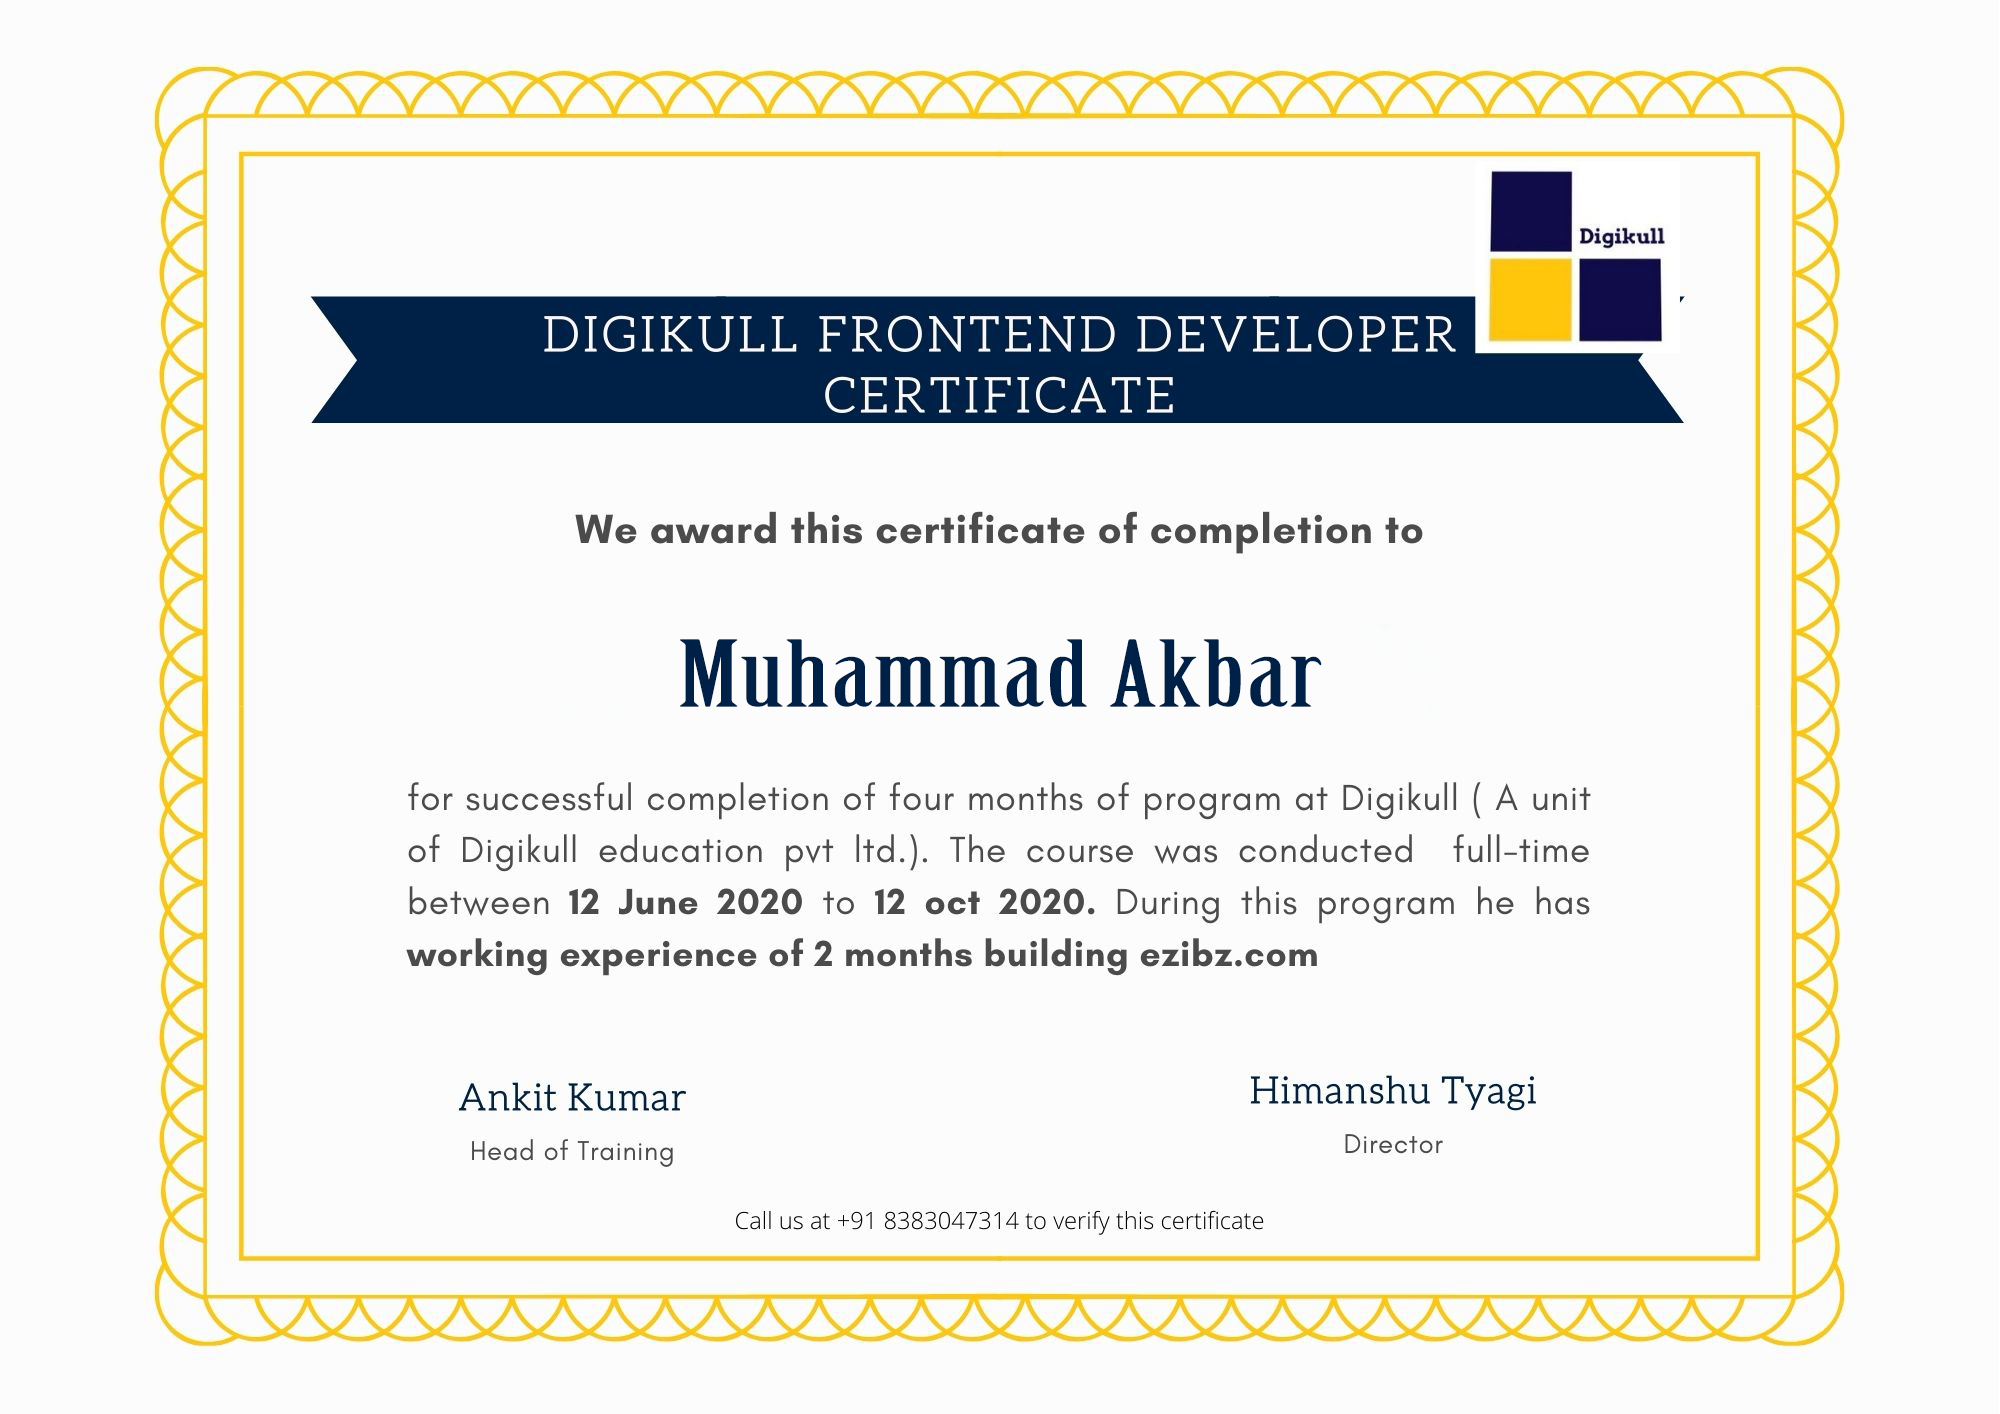 Digikull
DIGIKULL FRONTEND DEVELOPER
CERTIFICATE
We award this certificate of completion to
Muhammad Akbar
for successful completion of four months of program at Digikull ( A unit
of Digikull education pvt ltd.). The course was conducted full-time
between 12 June 2020 to 12 oct 2020. During this program he has
working experience of 2 months building ezibz.com
Ankit Kumar
Head of Training
Himanshu Tyagi
Director
Call us at +91 8383047314 to verify this certificate